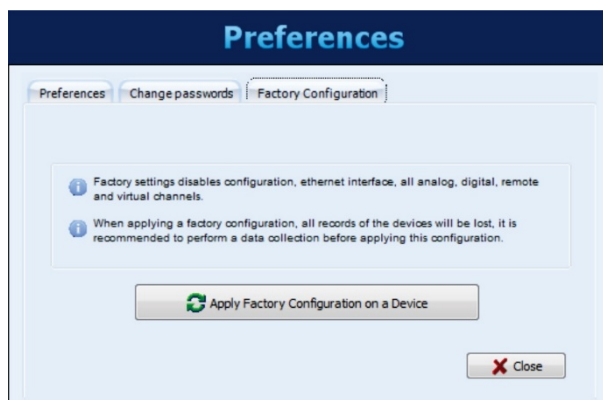 Preferences
Preferences Change passwords Factory Configuration
Factory settings disables configuration, ethernet interface, all analog, digital, remote
and virtual channels.
When applying a factory configuration, all records of the devices will be lost, it is
recommended to perform a data collection before applying this configuration.
Apply Factory Configuration on a Device
Close